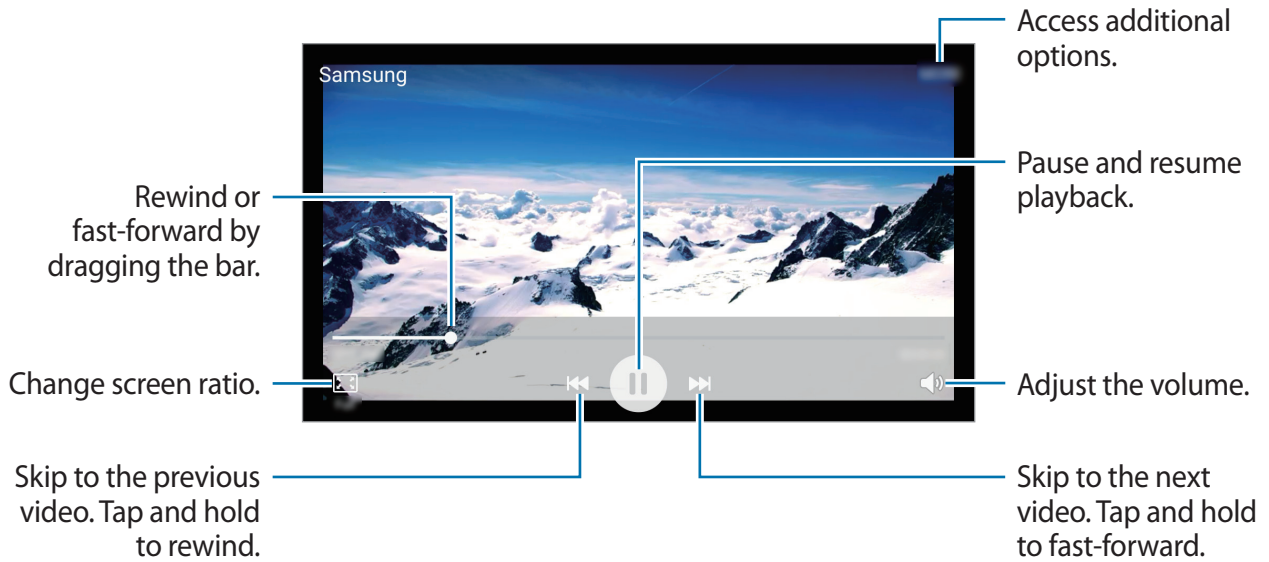 Access additional
options.
Samsung
Pause and resume
playback.
Rewind or
fast-forward by
dragging the bar.
Change screen ratio.
Adjust the volume.
Skip to the previous
video. Tap and hold
to rewind.
Skip to the next
video. Tap and hold
to fast-forward.